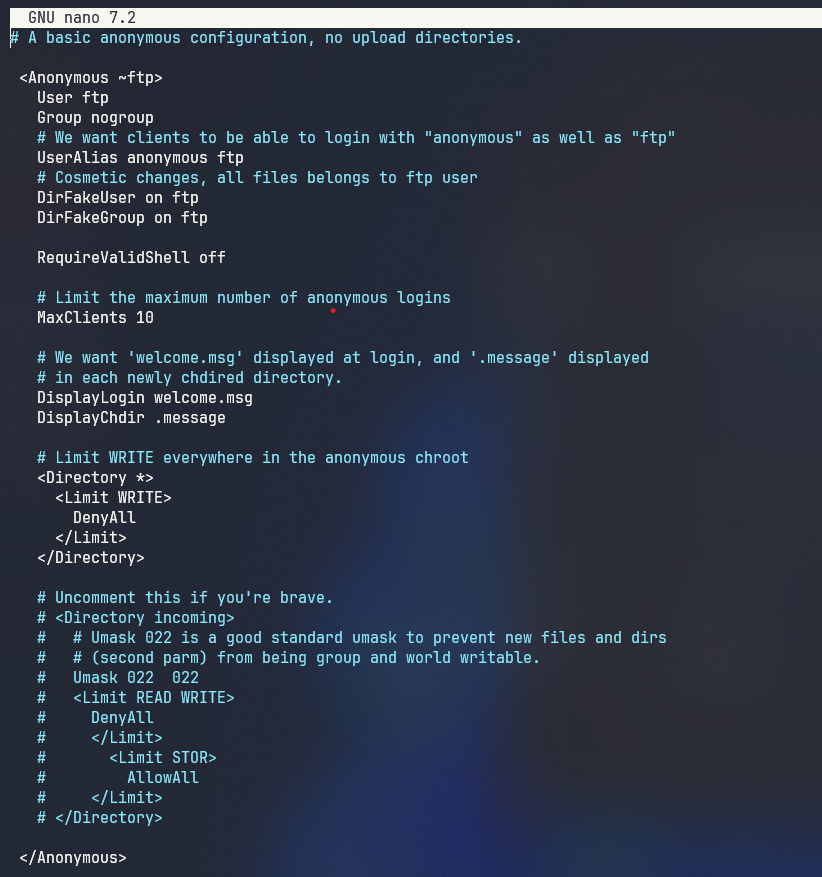 GNU nano 7.2
# A basic anonymous configuration, no upload directories.
<Anonymous ~ftp>
User ftp
Group nogroup
# We want clients to be able to login with "anonymous" as well as "ftp"
UserAlias anonymous ftp
# Cosmetic changes, all files belongs to ftp user
DirFakeUser on ftp
DirFakeGroup on ftp
RequireValidShell off
# Limit the maximum number of anonymous logins
MaxClients 10
# We want 'welcome.msg' displayed at login, and '.message' displayed
# in each newly chdired directory.
DisplayLogin welcome.msg
DisplayChdir .message
# Limit WRITE everywhere in the anonymous chroot
<Directory *>
<Limit WRITE>
DenyAll
</Limit>
</Directory>
# Uncomment this if you're brave.
# <Directory incoming>
#   # Umask 022 is a good standard umask to prevent new files and dirs
#   # (second parm) from being group and world writable.
#   Umask 022  022
#   <Limit READ WRITE>
#     DenyAll
#     </Limit>
#       <Limit STOR>
#         AllowAll
#     </Limit>
# </Directory>
</Anonymous>